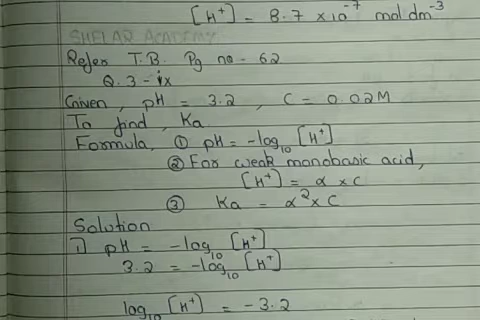 [H⁺] = 8.7 × 10⁻⁷ mol dm⁻³
SHELAR ACADEMY
Refer T.B. Pg no - 62
Q. 3 - ix
Given, pH = 3.2, C = 0.02M
To find, Ka
Formula, ① pH = -log₁₀ [H⁺]
② For weak monobasic acid,
[H⁺] = α × C
③ Ka = α² × C
Solution
1) pH = -log₁₀ [H⁺]
3.2 = -log₁₀ [H⁺]
log₁₀ [H⁺] = -3.2